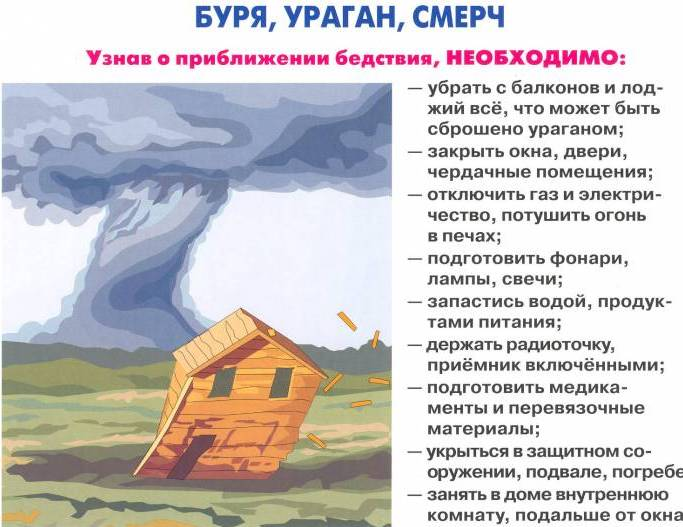 БУРЯ, УРАГАН, СМЕРЧ
Узнав о приближении бедствия, НЕОБХОДИМО:
— убрать с балконов и лод-
жий всё, что может быть
сброшено ураганом;
— закрыть окна, двери,
чердачные помещения;
— отключить газ и электри-
чество, потушить огонь
в печах;
— подготовить фонари,
лампы, свечи;
— запастись водой, продук-
тами питания;
— держать радиоточку,
приёмник включёнными;
— подготовить медика-
менты и перевязочные
материалы;
— укрыться в защитном со-
оружении, подвале, погребе
— занять в доме внутреннюю
комнату, подальше от окна